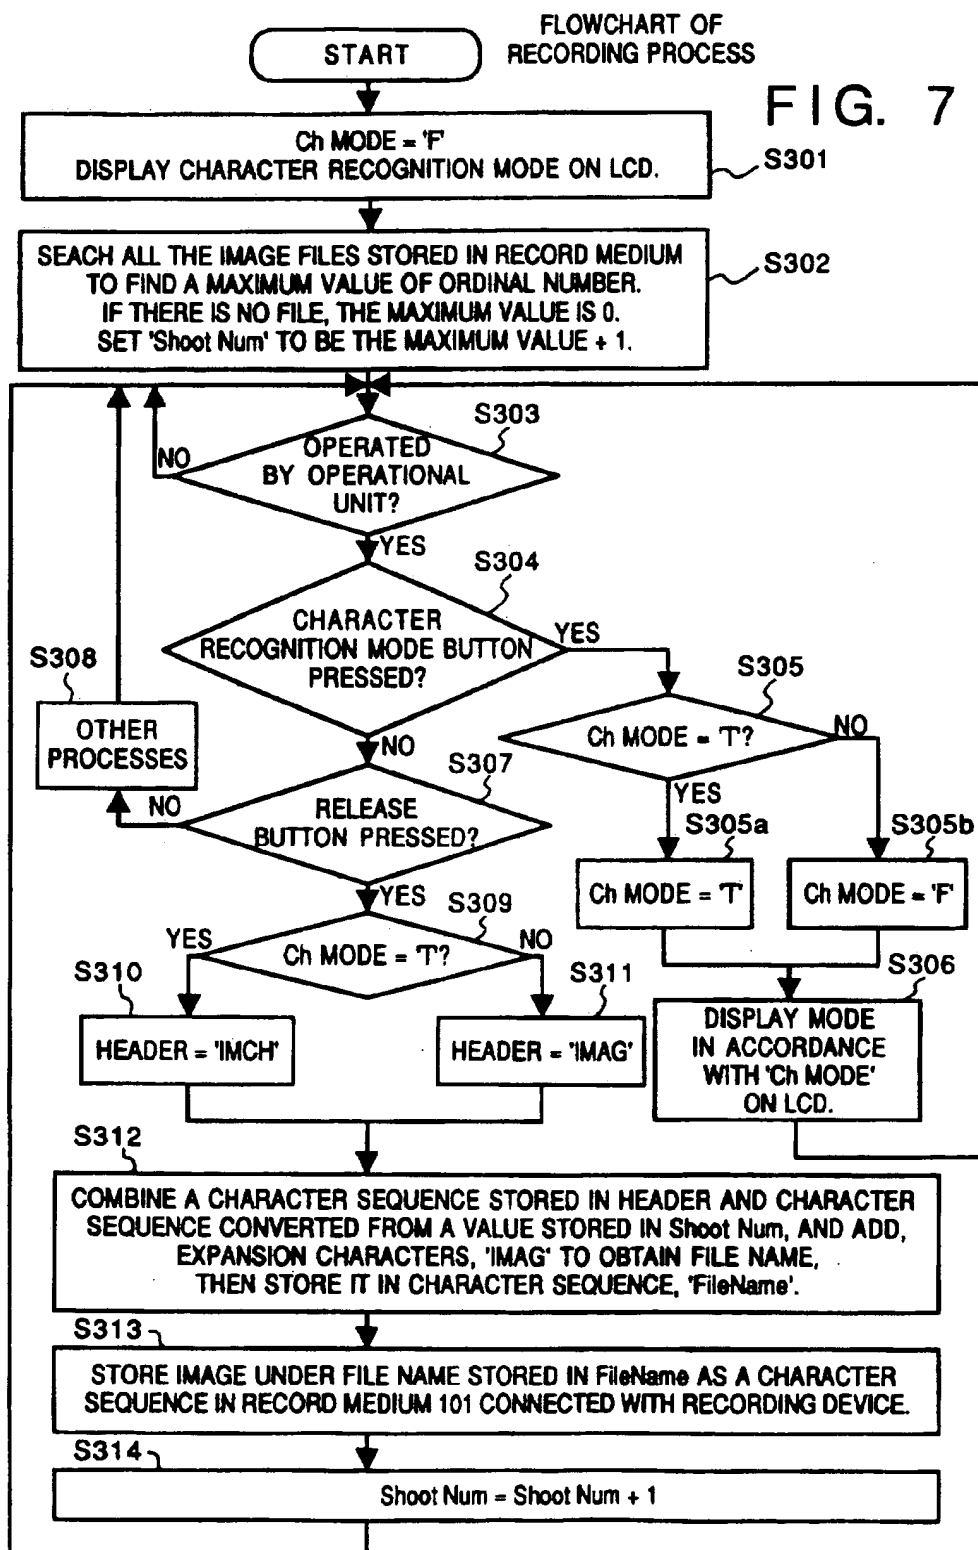 FLOWCHART OF
RECORDING PROCESS
START
FIG. 7
Ch MODE = 'F'
DISPLAY CHARACTER RECOGNITION MODE ON LCD.
S301
SEACH ALL THE IMAGE FILES STORED IN RECORD MEDIUM
TO FIND A MAXIMUM VALUE OF ORDINAL NUMBER.
IF THERE IS NO FILE, THE MAXIMUM VALUE IS 0.
SET 'Shoot Num' TO BE THE MAXIMUM VALUE + 1.
S302
S303
OPERATED
BY OPERATIONAL
UNIT?
NO
YES
S304
CHARACTER
RECOGNITION MODE BUTTON
PRESSED?
YES
NO
S308
OTHER
PROCESSES
S305
Ch MODE = 'T'?
NO
YES
S307
RELEASE
BUTTON PRESSED?
NO
YES
S305a
Ch MODE = 'T'
S305b
Ch MODE = 'F'
S309
Ch MODE = 'T'?
YES
NO
S310
HEADER = 'IMCH'
S311
HEADER = 'IMAG'
S306
DISPLAY MODE
IN ACCORDANCE
WITH 'Ch MODE'
ON LCD.
S312
COMBINE A CHARACTER SEQUENCE STORED IN HEADER AND CHARACTER
SEQUENCE CONVERTED FROM A VALUE STORED IN Shoot Num, AND ADD,
EXPANSION CHARACTERS, 'IMAG' TO OBTAIN FILE NAME,
THEN STORE IT IN CHARACTER SEQUENCE, 'FileName'.
S313
STORE IMAGE UNDER FILE NAME STORED IN FileName AS A CHARACTER
SEQUENCE IN RECORD MEDIUM 101 CONNECTED WITH RECORDING DEVICE.
S314
Shoot Num = Shoot Num + 1